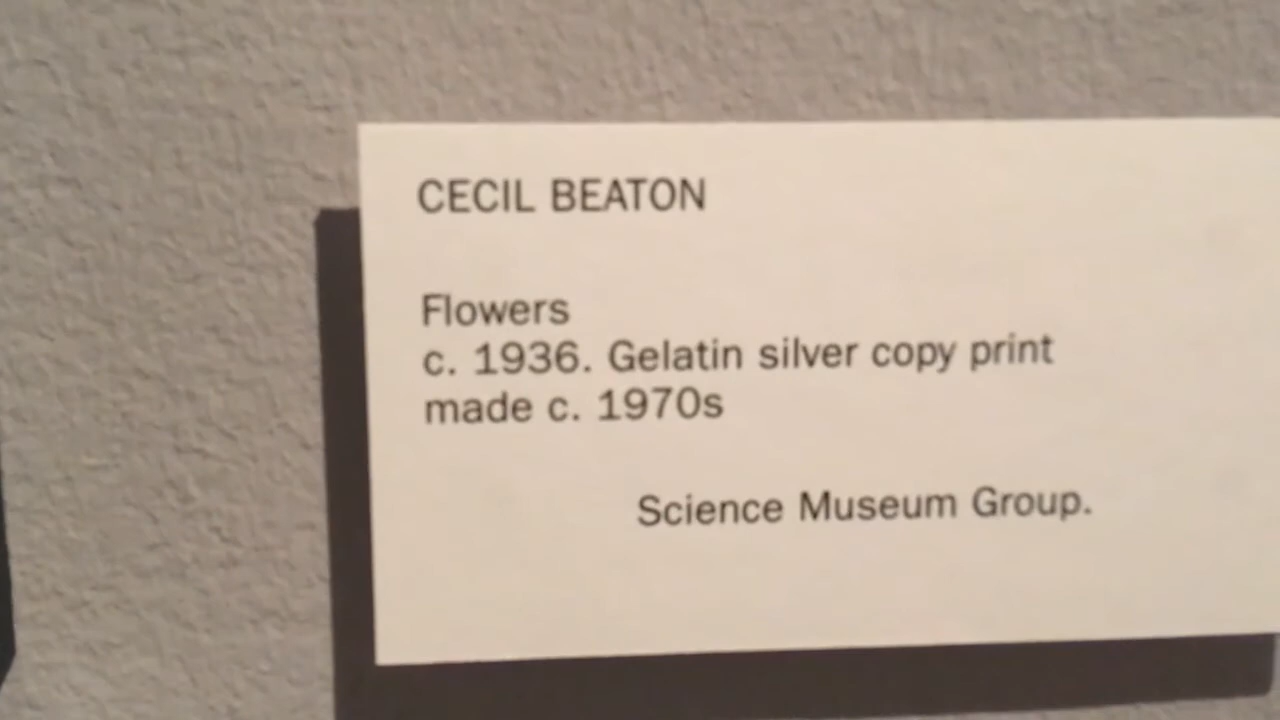 CECIL BEATON
Flowers
c. 1936. Gelatin silver copy print
made c. 1970s
Science Museum Group.